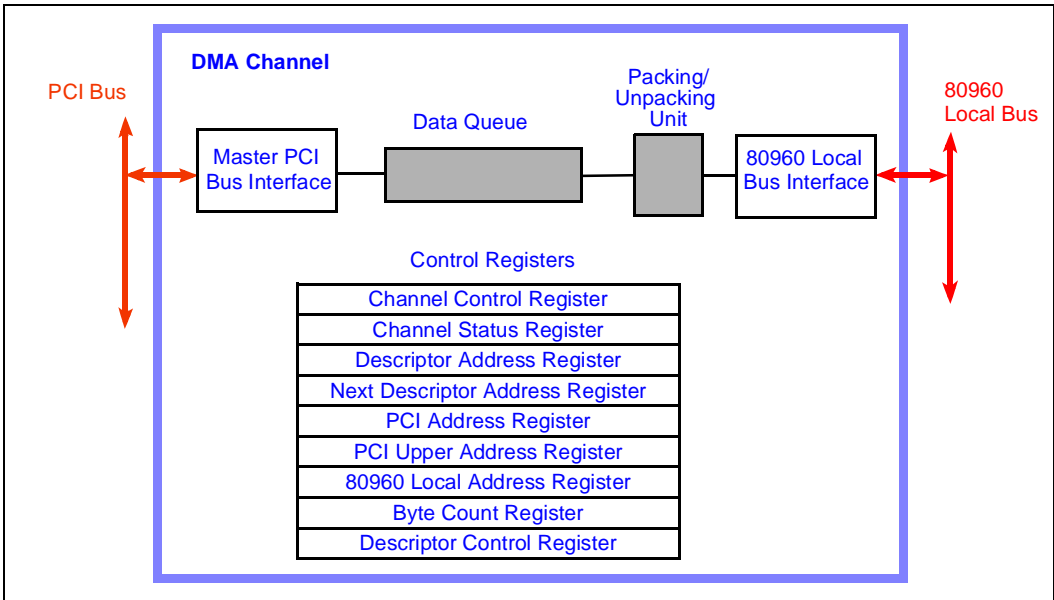 DMA Channel
PCI Bus
Data Queue
Packing/
Unpacking
Unit
80960
Local Bus
Master PCI
Bus Interface
80960 Local
Bus Interface
Control Registers
Channel Control Register
Channel Status Register
Descriptor Address Register
Next Descriptor Address Register
PCI Address Register
PCI Upper Address Register
80960 Local Address Register
Byte Count Register
Descriptor Control Register